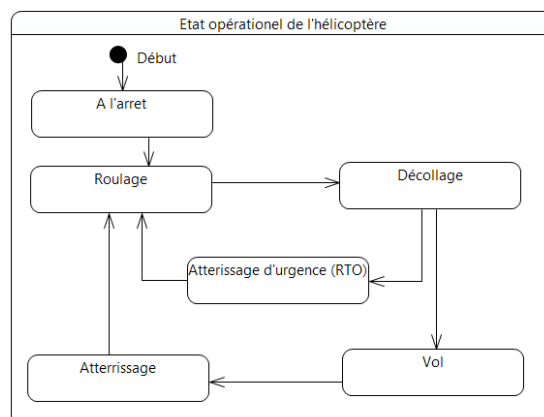 Etat opérationel de l'hélicoptère
Début
A l'arret
Roulage
Décollage
Atterissage d'urgence (RTO)
Atterrissage
Vol